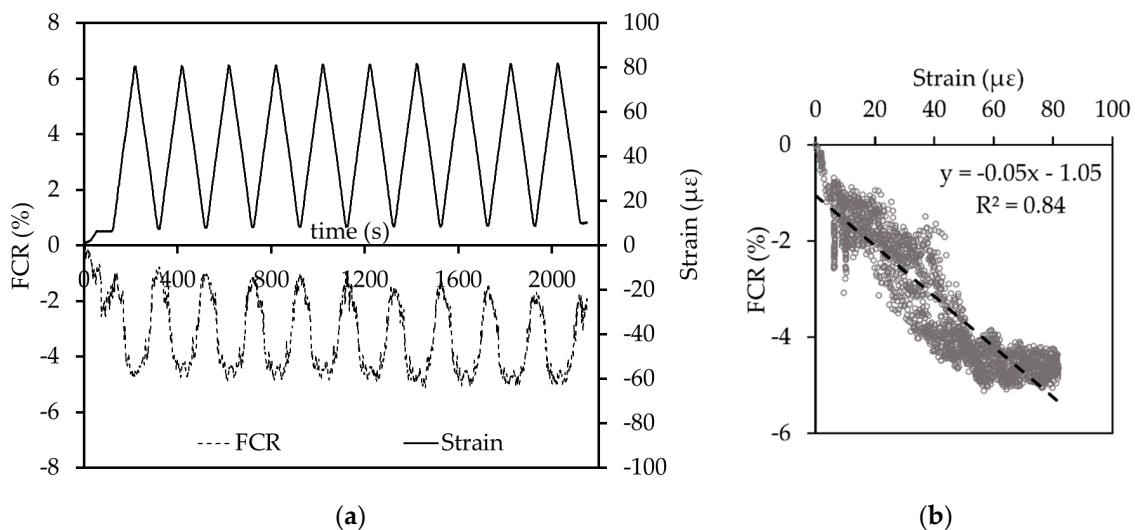 8
6
4
2
0
-2
-4
-6
-8
FCR (%)
100
80
60
40
20
0
-20
-40
-60
-80
-100
Strain (με)
time (s)
0 400 800 1200 1600 2000
FCR Strain
(a)
Strain (με)
0 20 40 60 80 100
0
-2
-4
-6
FCR (%)
y = -0.05x - 1.05
R² = 0.84
(b)